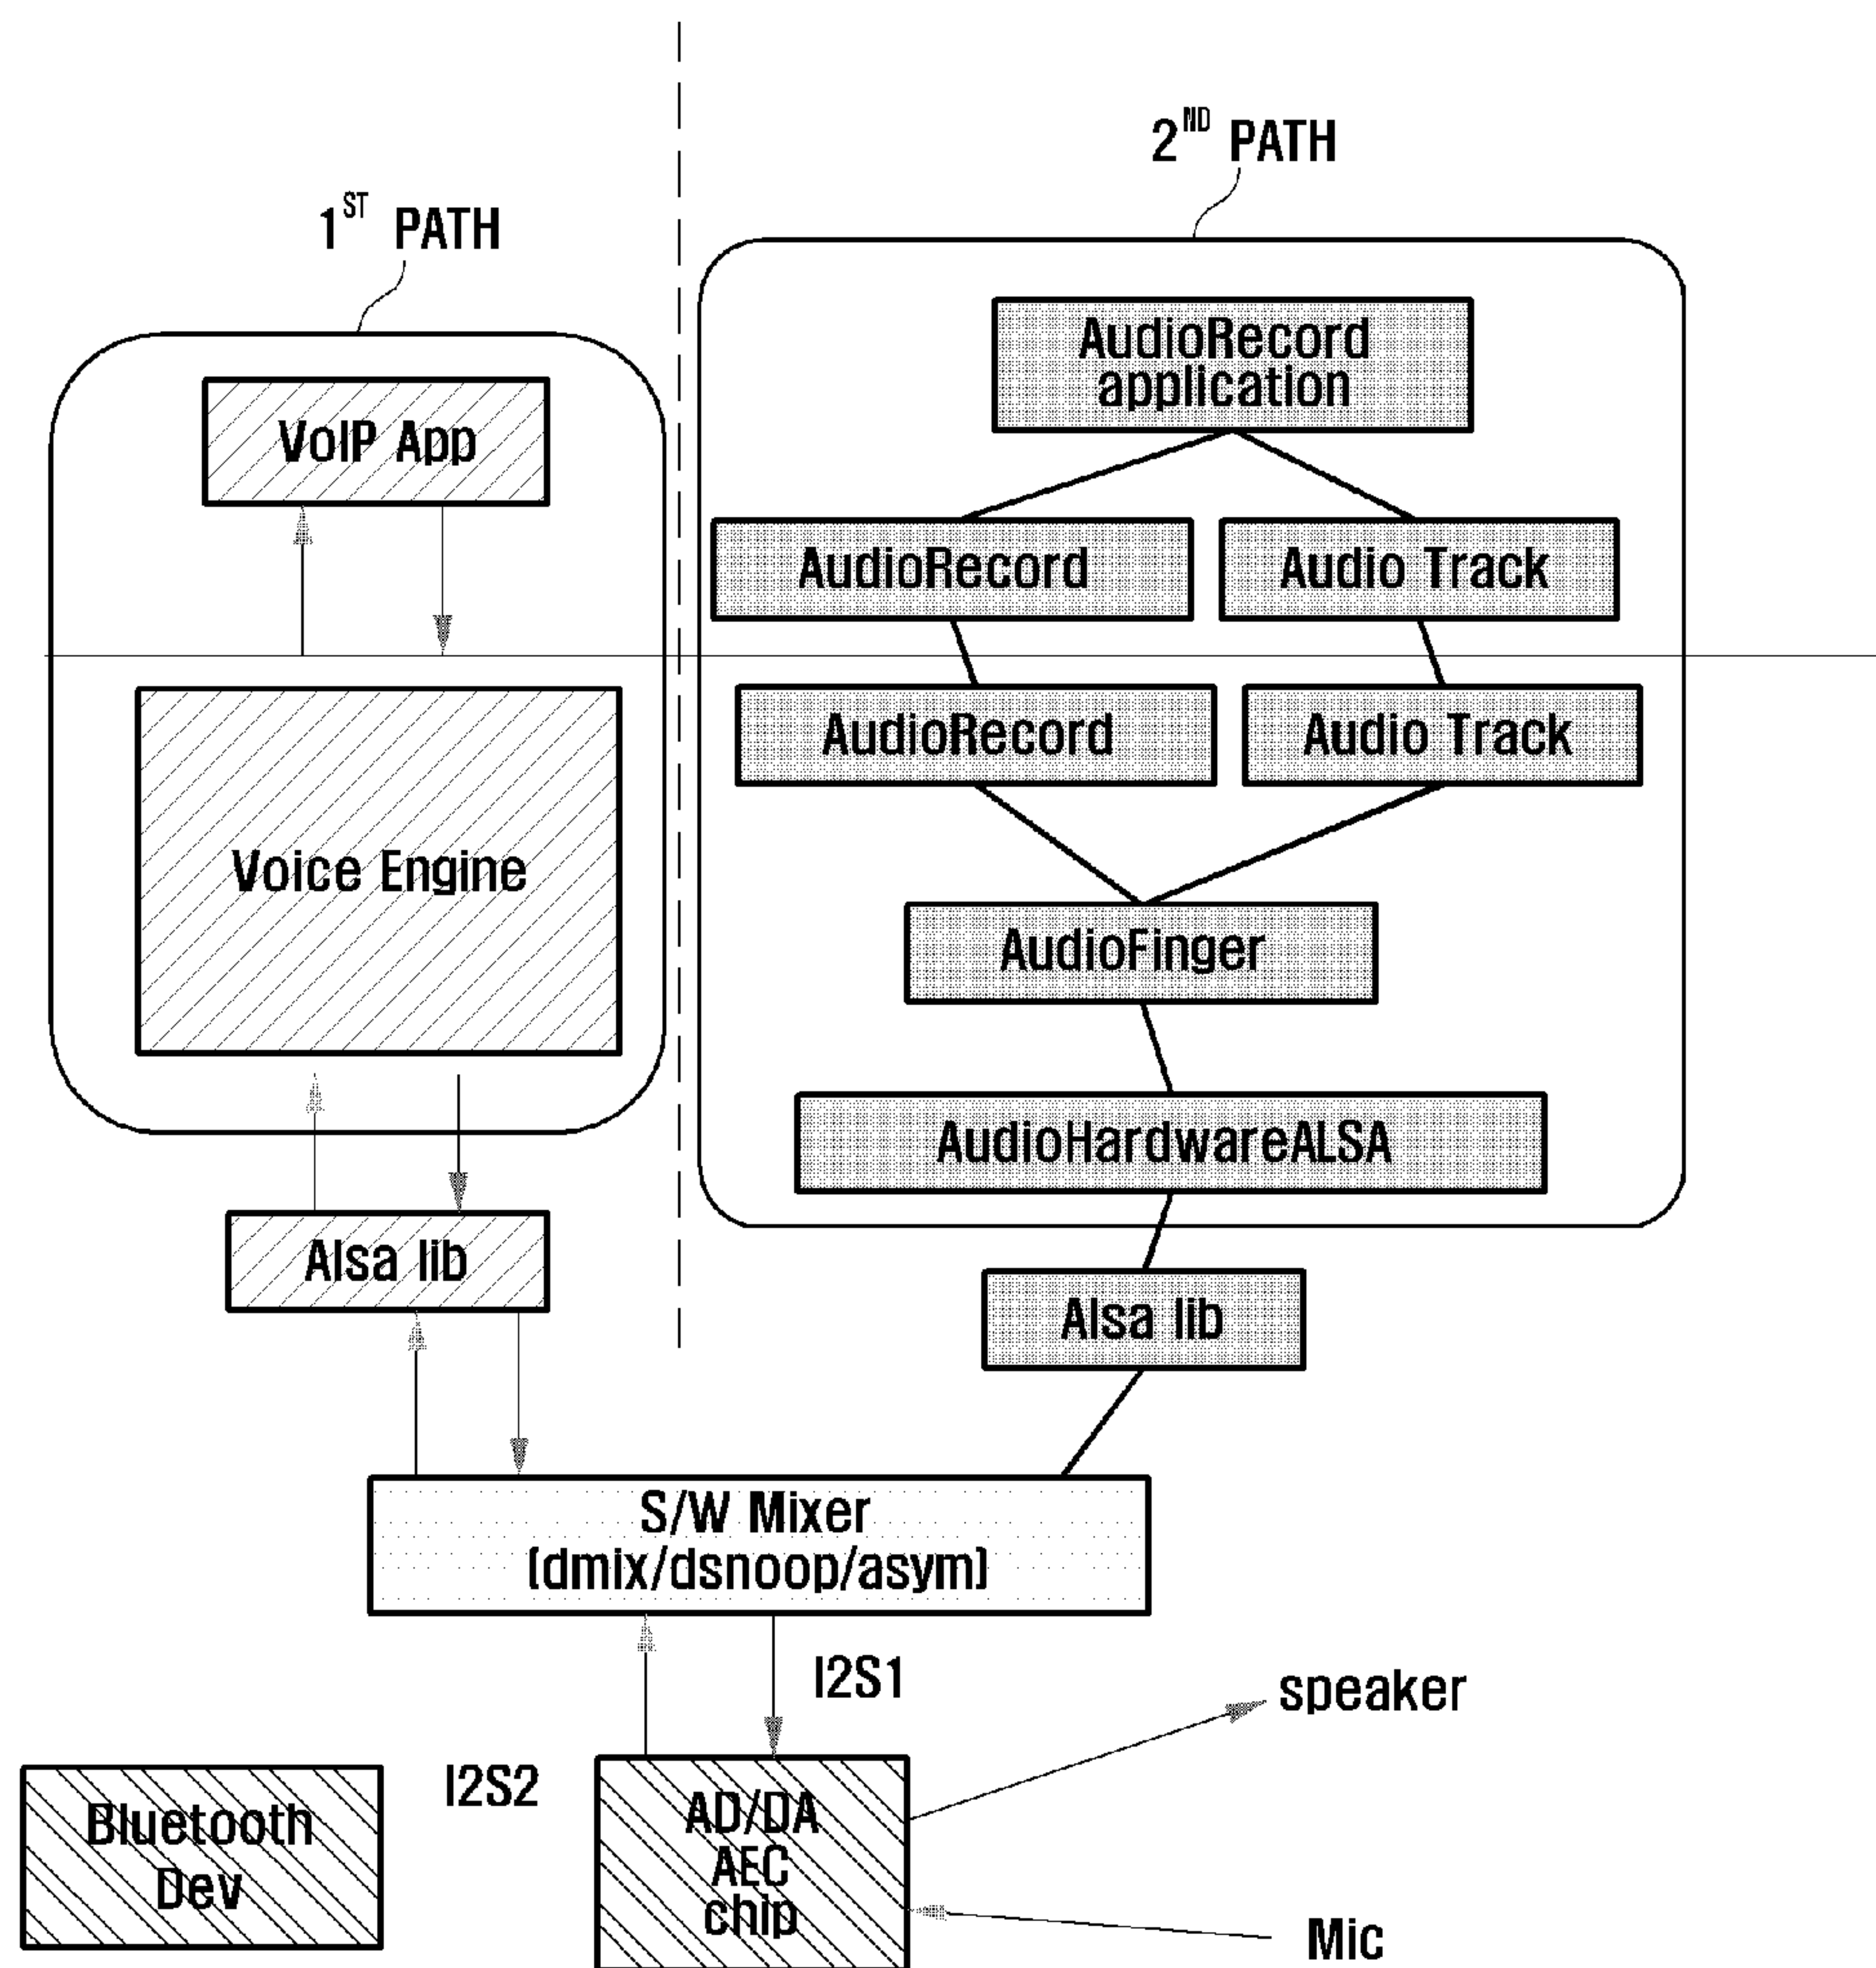 2ND PATH
1ST PATH
AudioRecord
application
VoIP App
AudioRecord
Audio Track
AudioRecord
Audio Track
Voice Engine
AudioFinger
AudioHardwareALSA
Alsa lib
Alsa lib
S/W Mixer
(dmix/dsnoop/asym)
I2S1
speaker
I2S2
Bluetooth
Dev
AD/DA
AEC
chip
Mic